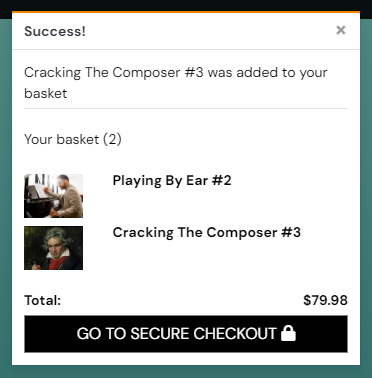 Success!
×
Cracking The Composer #3 was added to your
basket
Your basket (2)
Playing By Ear #2
Cracking The Composer #3
Total: $79.98
GO TO SECURE CHECKOUT